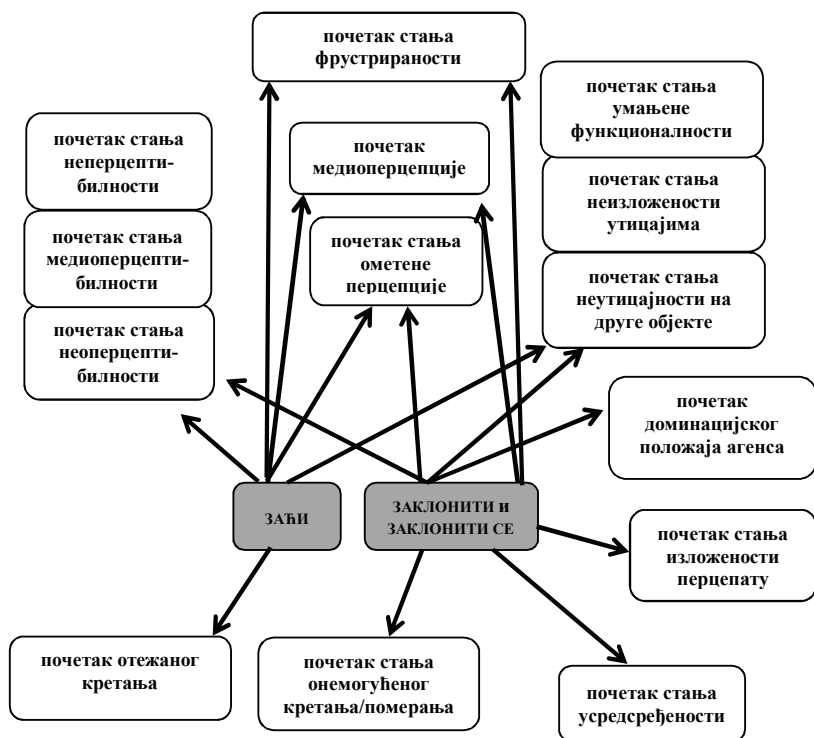 почетак стања
фрустрираности
почетак стања
умањене
функционалности
почетак стања
неперцепти-
билности
почетак
медиоперцепције
почетак стања
неизложености
утицајима
почетак стања
медиоперцепти-
билности
почетак стања
ометене
перцепције
почетак стања
неутицајности на
друге објекте
почетак стања
неоперцепти-
билности
почетак
доминацијског
положаја агенса
ЗАЋИ
ЗАКЛОНИТИ и
ЗАКЛОНИТИ СЕ
почетак стања
изложености
перцепату
почетак отежаног
кретања
почетак стања
онемогућеног
кретања/померања
почетак стања
усредсређености